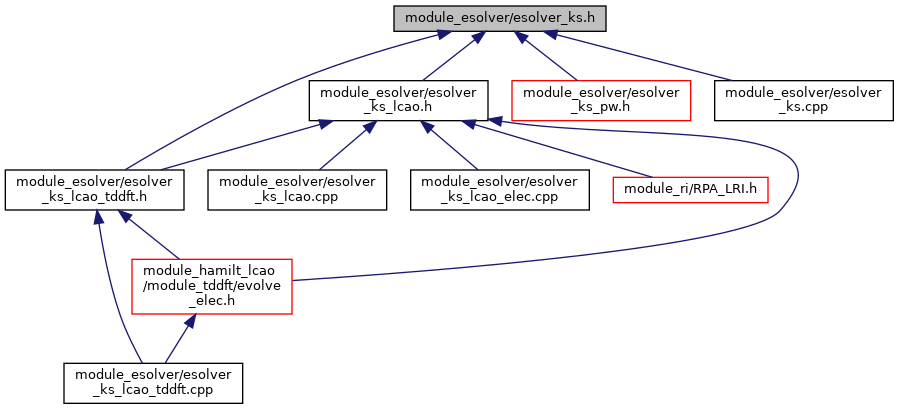 module_esolver/esolver_ks.h
module_esolver/esolver
_ks_lcao.h
module_esolver/esolver
_ks_pw.h
module_esolver/esolver
_ks.cpp
module_esolver/esolver
_ks_lcao_tddft.h
module_esolver/esolver
_ks_lcao.cpp
module_esolver/esolver
_ks_lcao_elec.cpp
module_ri/RPA_LRI.h
module_hamilt_lcao
/module_tddft/evolve
_elec.h
module_esolver/esolver
_ks_lcao_tddft.cpp